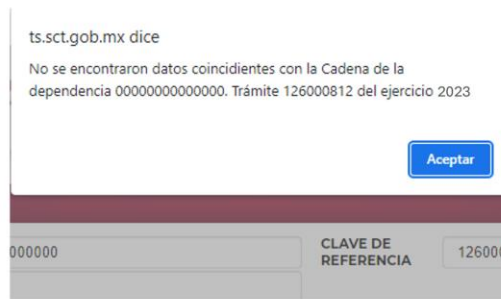 ts.sct.gob.mx dice
No se encontraron datos coincidientes con la Cadena de la
dependencia 00000000000000. Trámite 126000812 del ejercicio 2023
Aceptar
000000
CLAVE DE
REFERENCIA
12600